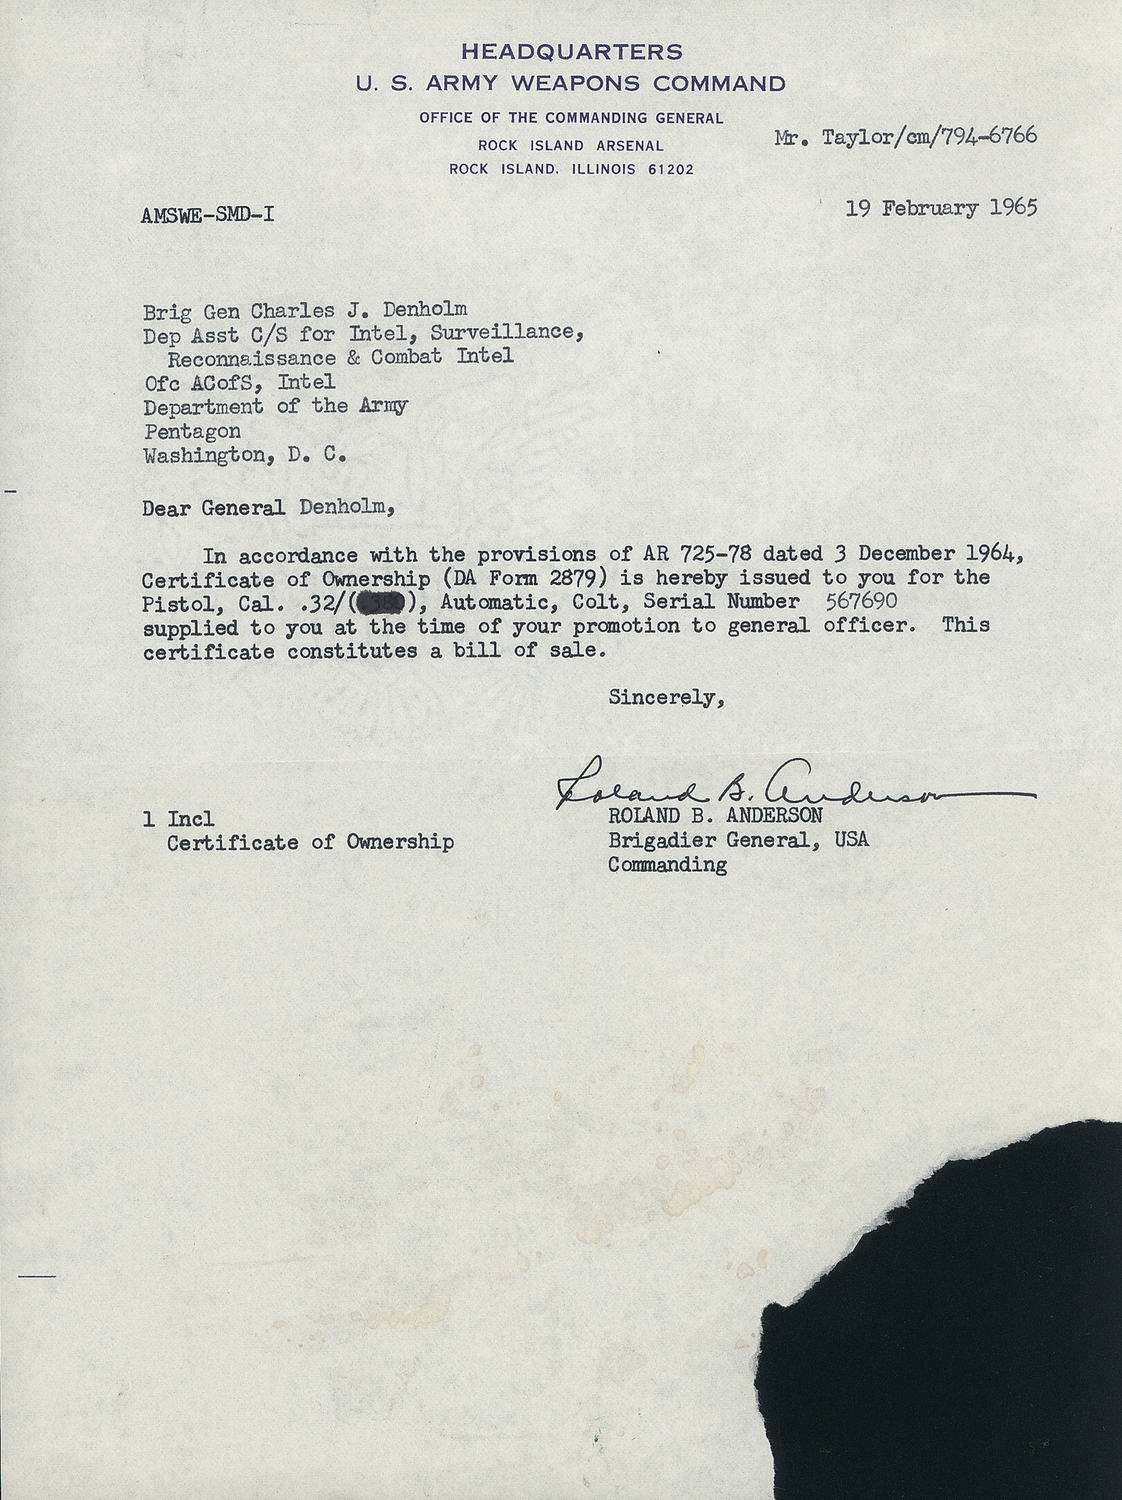 HEADQUARTERS
U. S. ARMY WEAPONS COMMAND
OFFICE OF THE COMMANDING GENERAL
ROCK ISLAND ARSENAL
ROCK ISLAND. ILLINOIS 61202
Mr. Taylor/cm/794-6766
AMSWE-SMD-I
19 February 1965
Brig Gen Charles J. Denholm
Dep Asst C/S for Intel, Surveillance,
Reconnaissance & Combat Intel
Ofc ACofS, Intel
Department of the Army
Pentagon
Washington, D. C.
Dear General Denholm,
In accordance with the provisions of AR 725-78 dated 3 December 1964,
Certificate of Ownership (DA Form 2879) is hereby issued to you for the
Pistol, Cal. .32/( ), Automatic, Colt, Serial Number 567690
supplied to you at the time of your promotion to general officer. This
certificate constitutes a bill of sale.
Sincerely,
Roland B. Anderson
ROLAND B. ANDERSON
Brigadier General, USA
Commanding
1 Incl
Certificate of Ownership